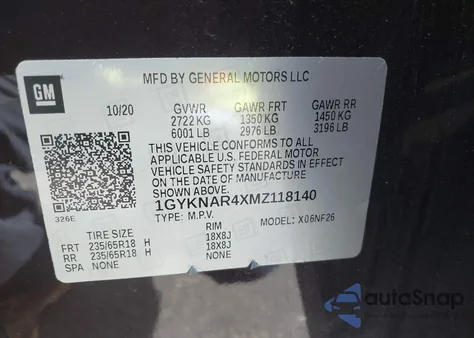 MFD BY GENERAL MOTORS LLC
GM
10/20 GVWR GAWR FRT GAWR RR
2722 KG 1350 KG 1450 KG
6001 LB 2976 LB 3196 LB
THIS VEHICLE CONFORMS TO ALL
APPLICABLE U.S. FEDERAL MOTOR
VEHICLE SAFETY STANDARDS IN EFFECT
ON THE DATE OF MANUFACTURE
SHOWN ABOVE.
1GYKNAR4XMZ118140
326E
TYPE: M.P.V. MODEL: X06NF26
TIRE SIZE RIM
FRT 235/65R18 H 18X8J
RR 235/65R18 H 18X8J
SPA NONE NONE
autoSnap